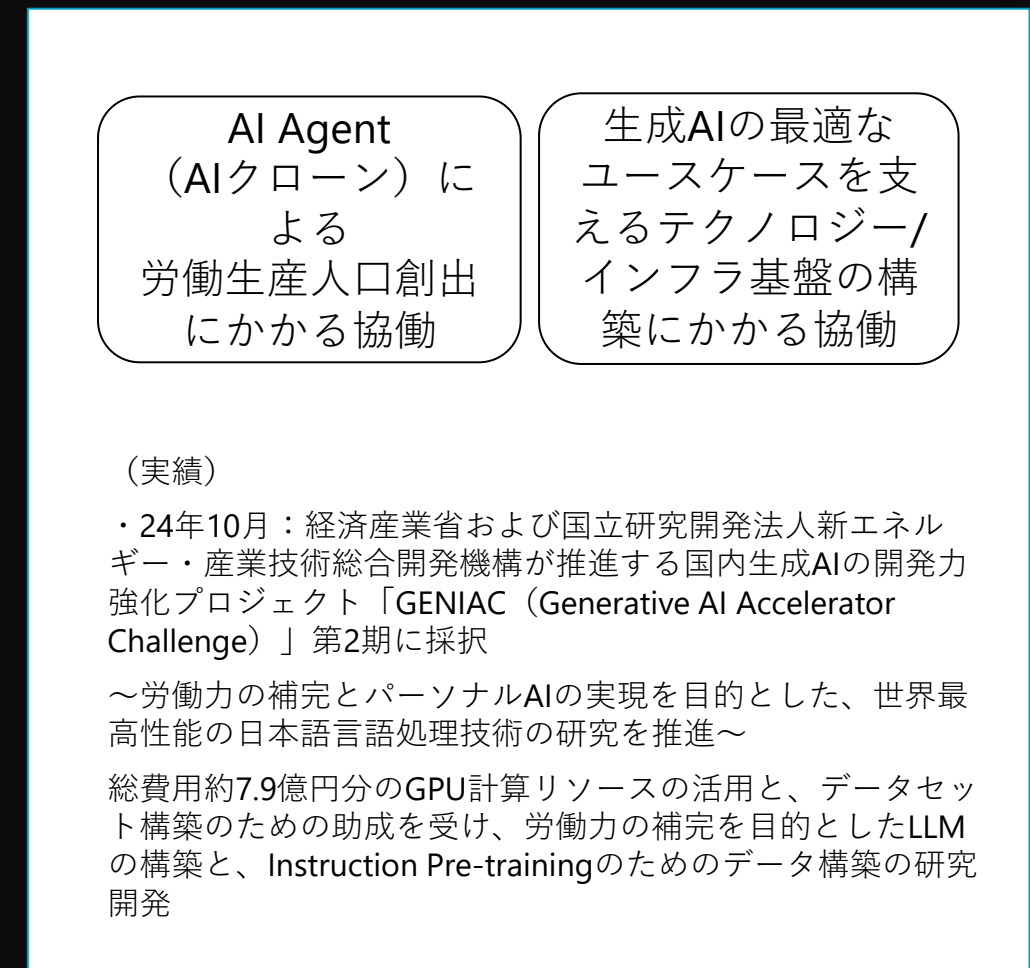 AI Agent
（AIクローン）に
よる
労働生産人口創出
にかかる協働
生成AIの最適な
ユースケースを支
えるテクノロジー/
インフラ基盤の構
築にかかる協働
（実績）
・24年10月：経済産業省および国立研究開発法人新エネル
ギー・産業技術総合開発機構が推進する国内生成AIの開発力
強化プロジェクト「GENIAC（Generative AI Accelerator
Challenge）」第2期に採択
～労働力の補完とパーソナルAIの実現を目的とした、世界最
高性能の日本語言語処理技術の研究を推進～
総費用約7.9億円分のGPU計算リソースの活用と、データセッ
ト構築のための助成を受け、労働力の補完を目的としたLLM
の構築と、Instruction Pre-trainingのためのデータ構築の研究
開発